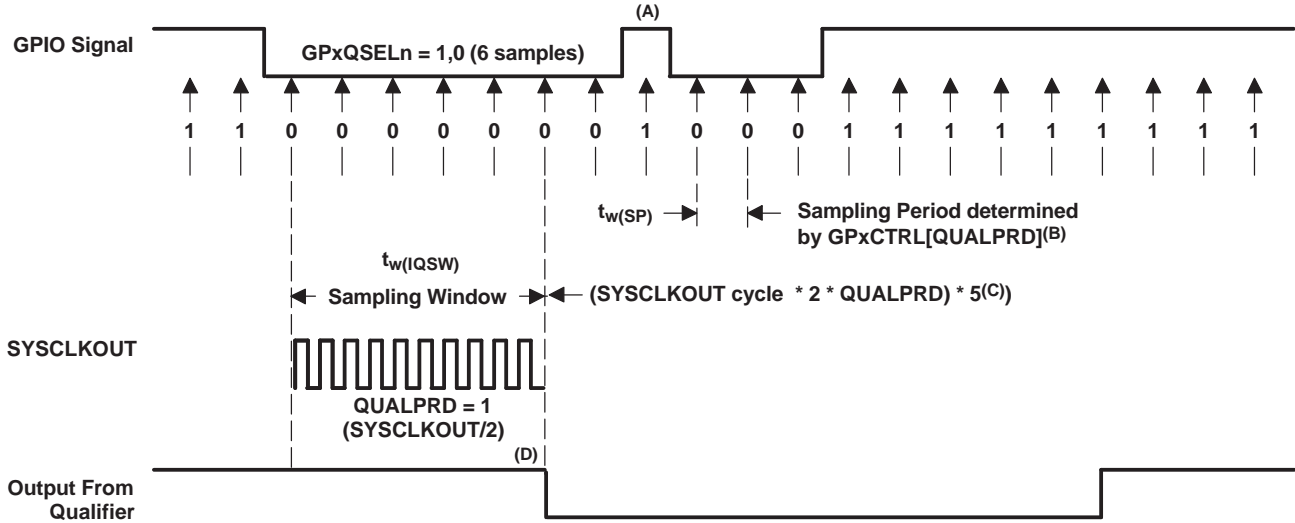 (A)
GPIO Signal
GPxQSELn = 1,0 (6 samples)
1 1 0 0 0 0 0 0 0 1 0 0 0 1 1 1 1 1 1 1 1 1
tw(SP)
Sampling Period determined
by GPxCTRL[QUALPRD](B)
tw(IQSW)
Sampling Window
(SYSCLKOUT cycle * 2 * QUALPRD) * 5(C))
SYSCLKOUT
QUALPRD = 1
(SYSCLKOUT/2)
(D)
Output From
Qualifier